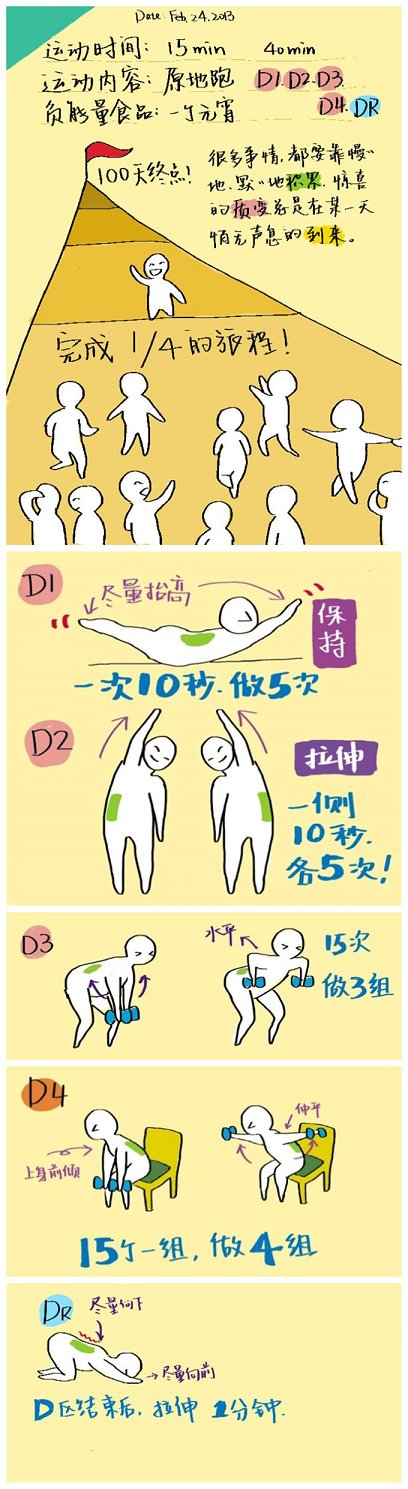 Date: Feb. 24. 2013
运动时间: 15min 40min
运动内容: 原地跑 D1. D2. D3.
D4. DR
负能量食品: 一个元宵
100天终点!
很多事情,都要靠慢慢
地、默默地积累,惊喜
的质变总是在某一天
悄无声息的到来。
完成 1/4 的旅程!
D1
尽量抬高
保持
一次10秒.做5次
D2
拉伸
一侧
10秒.
各5次!
D3
水平
15次
做3组
D4
上身前倾
伸平
15个一组,做4组
DR
尽量向下
→尽量向前
D区结束后,拉伸 1分钟.